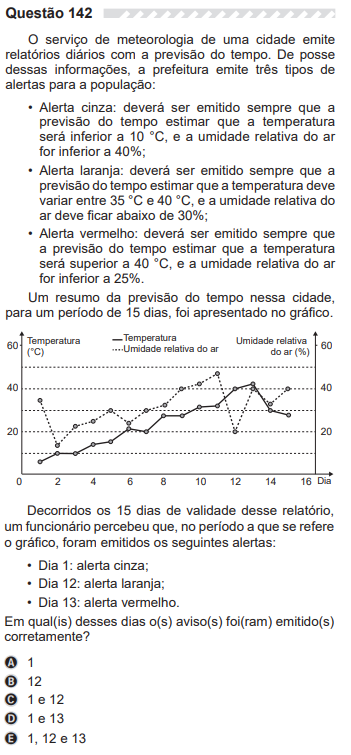 Questão 142
O serviço de meteorologia de uma cidade emite
relatórios diários com a previsão do tempo. De posse
dessas informações, a prefeitura emite três tipos de
alertas para a população:
• Alerta cinza: deverá ser emitido sempre que a
previsão do tempo estimar que a temperatura
será inferior a 10 °C, e a umidade relativa do ar
for inferior a 40%;
• Alerta laranja: deverá ser emitido sempre que a
previsão do tempo estimar que a temperatura deve
variar entre 35 °C e 40 °C, e a umidade relativa do
ar deve ficar abaixo de 30%;
• Alerta vermelho: deverá ser emitido sempre que
a previsão do tempo estimar que a temperatura
será superior a 40 °C, e a umidade relativa do ar
for inferior a 25%.
Um resumo da previsão do tempo nessa cidade,
para um período de 15 dias, foi apresentado no gráfico.
60 Temperatura Temperatura Umidade relativa 60
(°C) Umidade relativa do ar do ar (%)
40 40
20 20
0 2 4 6 8 10 12 14 16 Dia
Decorridos os 15 dias de validade desse relatório,
um funcionário percebeu que, no período a que se refere
o gráfico, foram emitidos os seguintes alertas:
• Dia 1: alerta cinza;
• Dia 12: alerta laranja;
• Dia 13: alerta vermelho.
Em qual(is) desses dias o(s) aviso(s) foi(ram) emitido(s)
corretamente?
A 1
B 12
C 1 e 12
D 1 e 13
E 1, 12 e 13